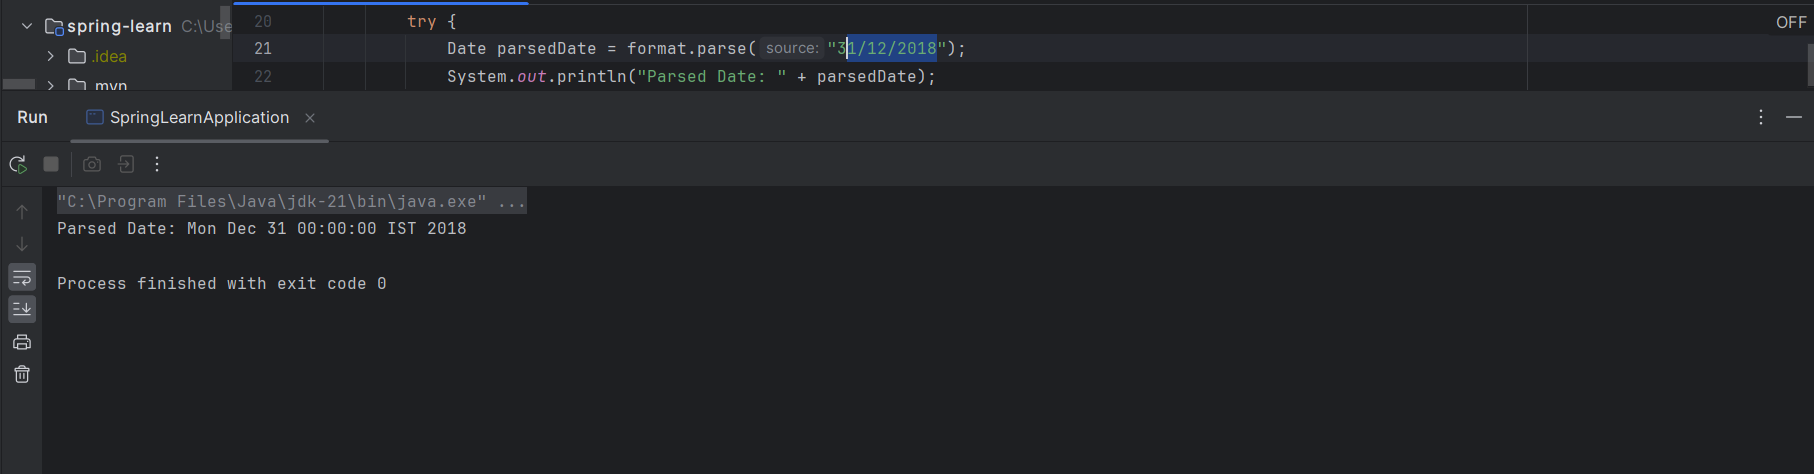 spring-learn C:\Use
.idea
mvn
20 try {
21 Date parsedDate = format.parse( source: "31/12/2018");
22 System.out.println("Parsed Date: " + parsedDate);
OFF
Run SpringLearnApplication
"C:\Program Files\Java\jdk-21\bin\java.exe" ...
Parsed Date: Mon Dec 31 00:00:00 IST 2018
Process finished with exit code 0